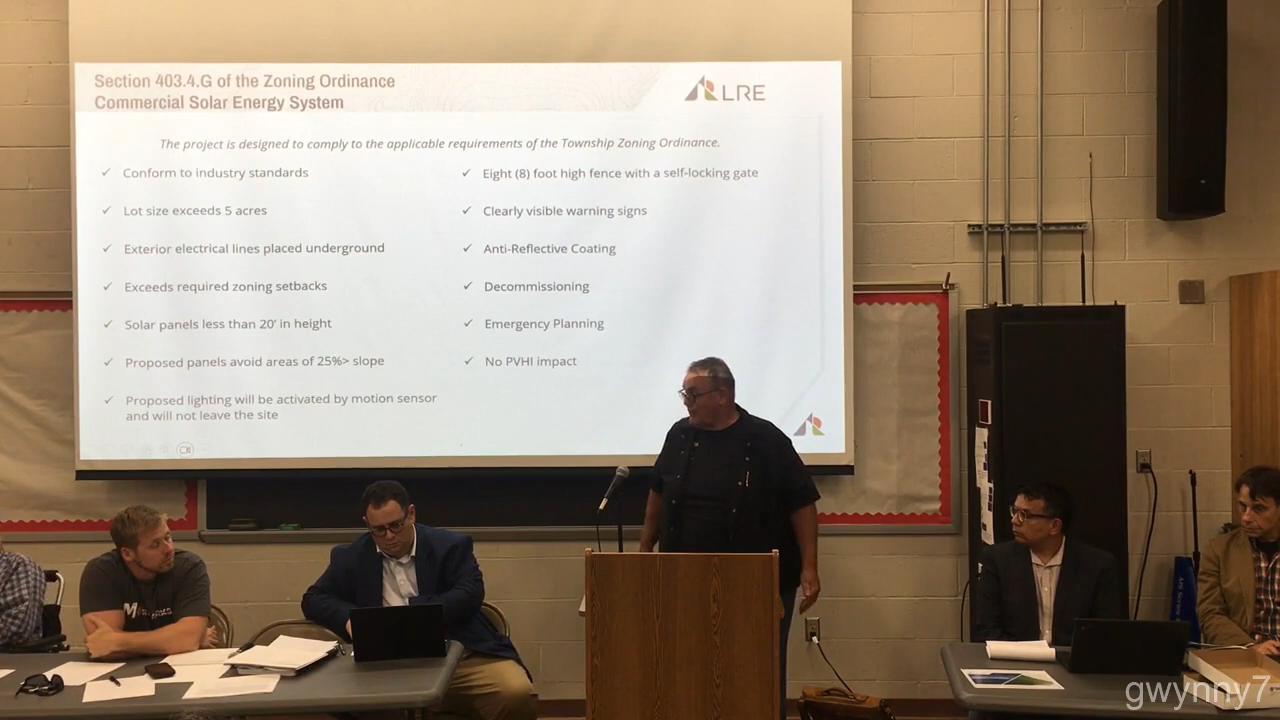 Section 403.4.G of the Zoning Ordinance
Commercial Solar Energy System
LRE
The project is designed to comply to the applicable requirements of the Township Zoning Ordinance.
✓ Conform to industry standards
✓ Lot size exceeds 5 acres
✓ Exterior electrical lines placed underground
✓ Exceeds required zoning setbacks
✓ Solar panels less than 20' in height
✓ Proposed panels avoid areas of 25%> slope
✓ Proposed lighting will be activated by motion sensor
and will not leave the site
✓ Eight (8) foot high fence with a self-locking gate
✓ Clearly visible warning signs
✓ Anti-Reflective Coating
✓ Decommissioning
✓ Emergency Planning
✓ No PVHI impact
gwynny7